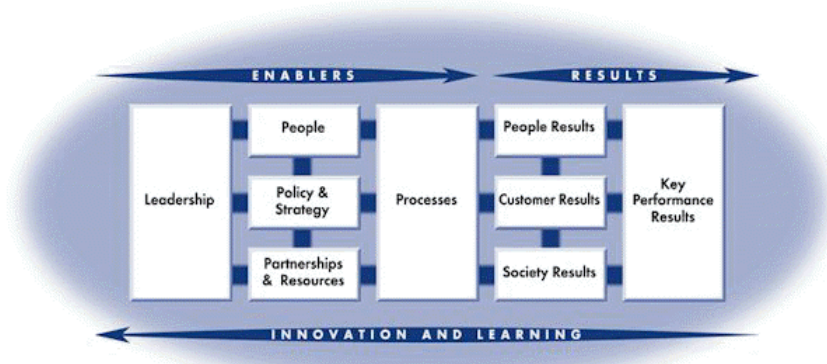 ENABLERS
RESULTS
People
People Results
Leadership
Policy &
Strategy
Processes
Customer Results
Key
Performance
Results
Partnerships
& Resources
Society Results
INNOVATION AND LEARNING